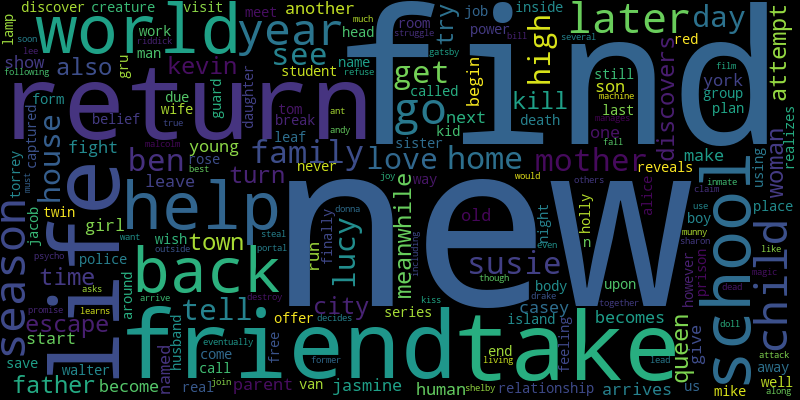 discover creature visit another
lamp work meet inside job
world year see try
later day
room power much bill
find
high
red
several
soon lee riddick struggle gatsby
following
show also man head
kevin gru
student name
begin
refuse
get
still
film
york group plan
attempt
return
go
called
kill
son
machine
last
discovers
form due wife
guard
daughter
tom break ant andy
captured
belief
true malcolm manages
next death
fall
one
realizes
house
fight young
leaf
sister kid
family love home
mother
make
using
woman
torrey
ben rose best
never
joy way
reveals
life
leave turn
would others claim
inmate
school
place
new
old
alice
help
jacob
twin
girl
wish town
steal
donna
portal
night
holly
use
boy
munny
sharon
child
season
police
want outside
run
finally
lucy
meanwhile
including
susie
even
n
like
psycho
back
time
asks
learns
around
destroy
kiss
though
body
upon
however
prison
magic dead
promise
arrive
tell
city
series
drake together
casey
island feeling
doll
attack
escape
start
friend
take
offer
becomes
queen
give
save
walter
named
husband
eventually
come
call
decides
free
end
living
former
lead
us
away
well
mike
along
father become
real join
parent van jasmine
human shelby
relationship arrives
must